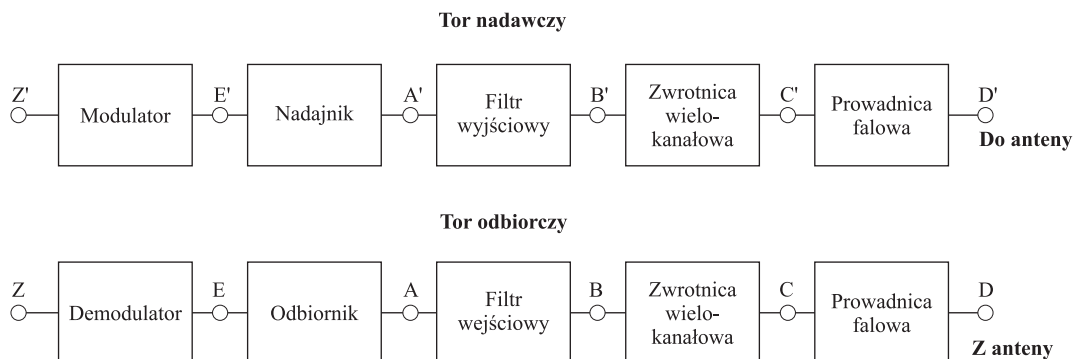 Tor nadawczy
Z' E' A' B' C' D'
Modulator
Nadajnik
Filtr
wyjściowy
Zwrotnica
wielo-
kanałowa
Prowadnica
falowa
Do anteny
Tor odbiorczy
Z E A B C D
Demodulator
Odbiornik
Filtr
wejściowy
Zwrotnica
wielo-
kanałowa
Prowadnica
falowa
Z anteny